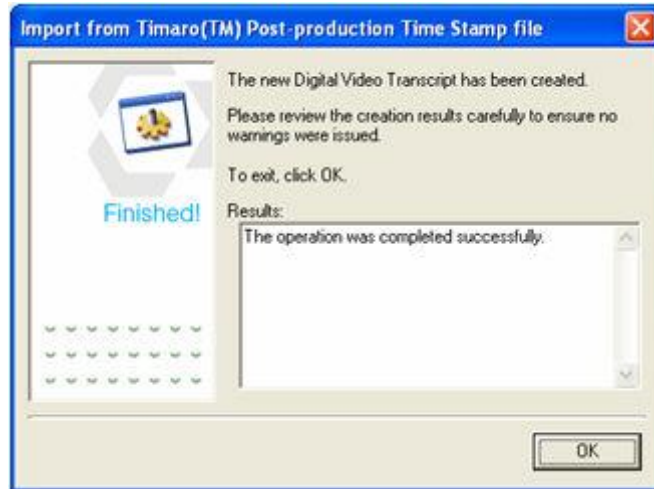 Import from Timaro(TM) Post-production Time Stamp file
The new Digital Video Transcript has been created.
Please review the creation results carefully to ensure no
warnings were issued.
To exit, click OK.
Finished!
Results:
The operation was completed successfully.
OK